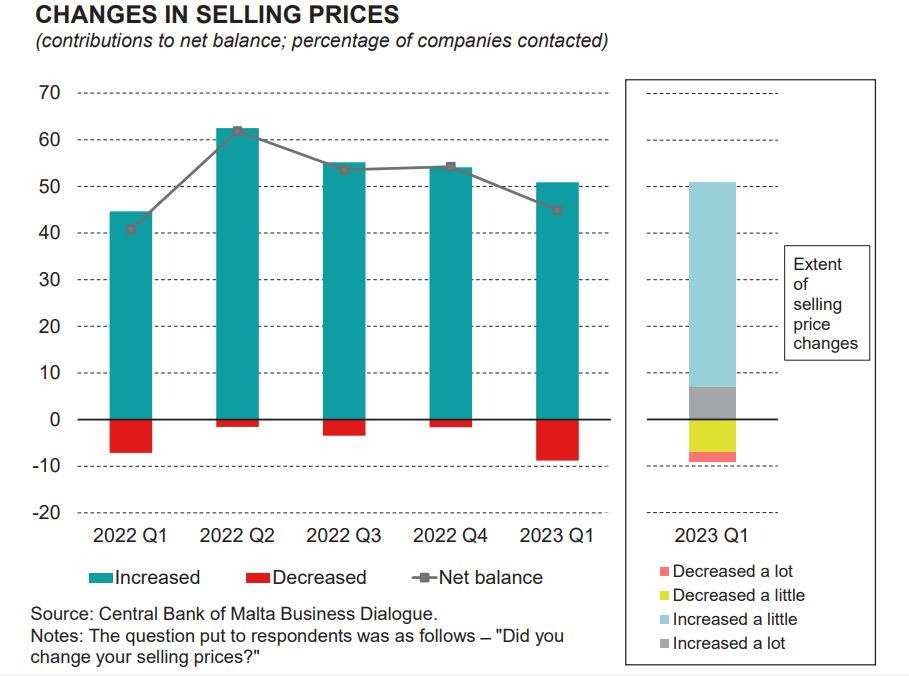 CHANGES IN SELLING PRICES
(contributions to net balance; percentage of companies contacted)
70
60
50
40
30
20
10
0
-10
-20
2022 Q1
2022 Q2
2022 Q3
2022 Q4
2023 Q1
Increased
Decreased
Net balance
Source: Central Bank of Malta Business Dialogue.
Notes: The question put to respondents was as follows – "Did you
change your selling prices?"
Extent
of
selling
price
changes
2023 Q1
Decreased a lot
Decreased a little
Increased a little
Increased a lot